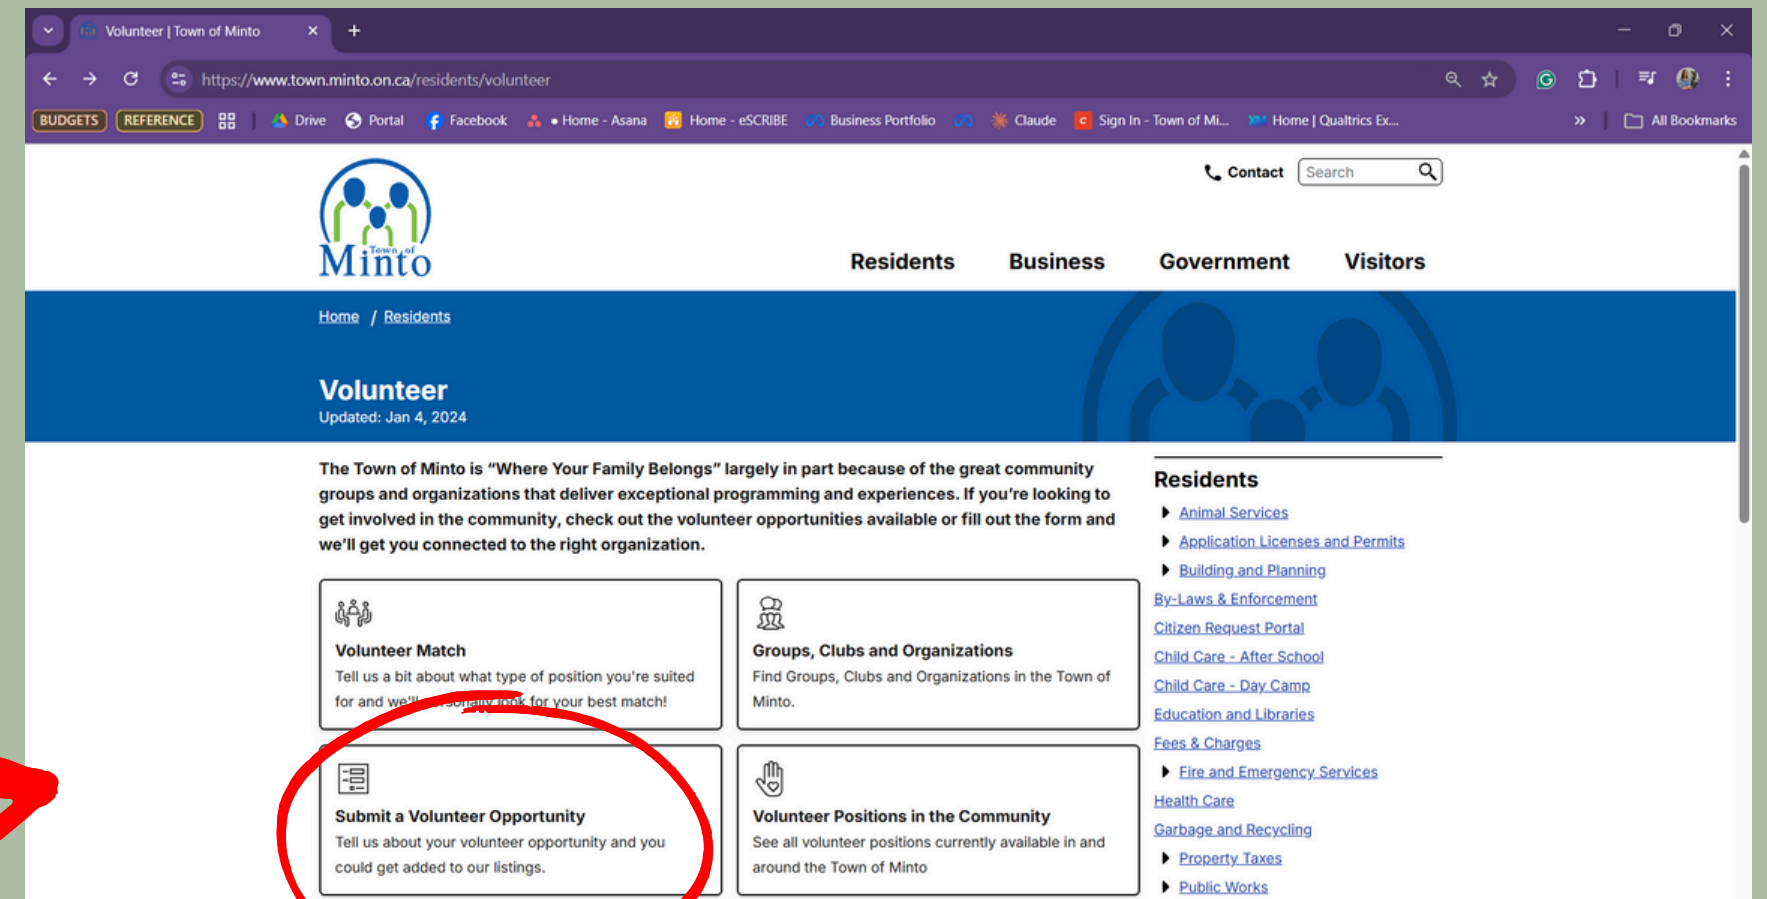 Volunteer | Town of Minto
https://www.town.minto.on.ca/residents/volunteer
BUDGETS REFERENCE Drive Portal Facebook • Home - Asana Home - eSCRIBE Business Portfolio Claude Sign In - Town of Mi... Home | Qualtrics Ex... » All Bookmarks
Contact Search
Town of
Minto
Residents Business Government Visitors
Home / Residents
Volunteer
Updated: Jan 4, 2024
The Town of Minto is “Where Your Family Belongs” largely in part because of the great community
groups and organizations that deliver exceptional programming and experiences. If you’re looking to
get involved in the community, check out the volunteer opportunities available or fill out the form and
we’ll get you connected to the right organization.
Volunteer Match
Tell us a bit about what type of position you're suited
for and we'll personally look for your best match!
Groups, Clubs and Organizations
Find Groups, Clubs and Organizations in the Town of
Minto.
Submit a Volunteer Opportunity
Tell us about your volunteer opportunity and you
could get added to our listings.
Volunteer Positions in the Community
See all volunteer positions currently available in and
around the Town of Minto
Residents
Animal Services
Application Licenses and Permits
Building and Planning
By-Laws & Enforcement
Citizen Request Portal
Child Care - After School
Child Care - Day Camp
Education and Libraries
Fees & Charges
Fire and Emergency Services
Health Care
Garbage and Recycling
Property Taxes
Public Works